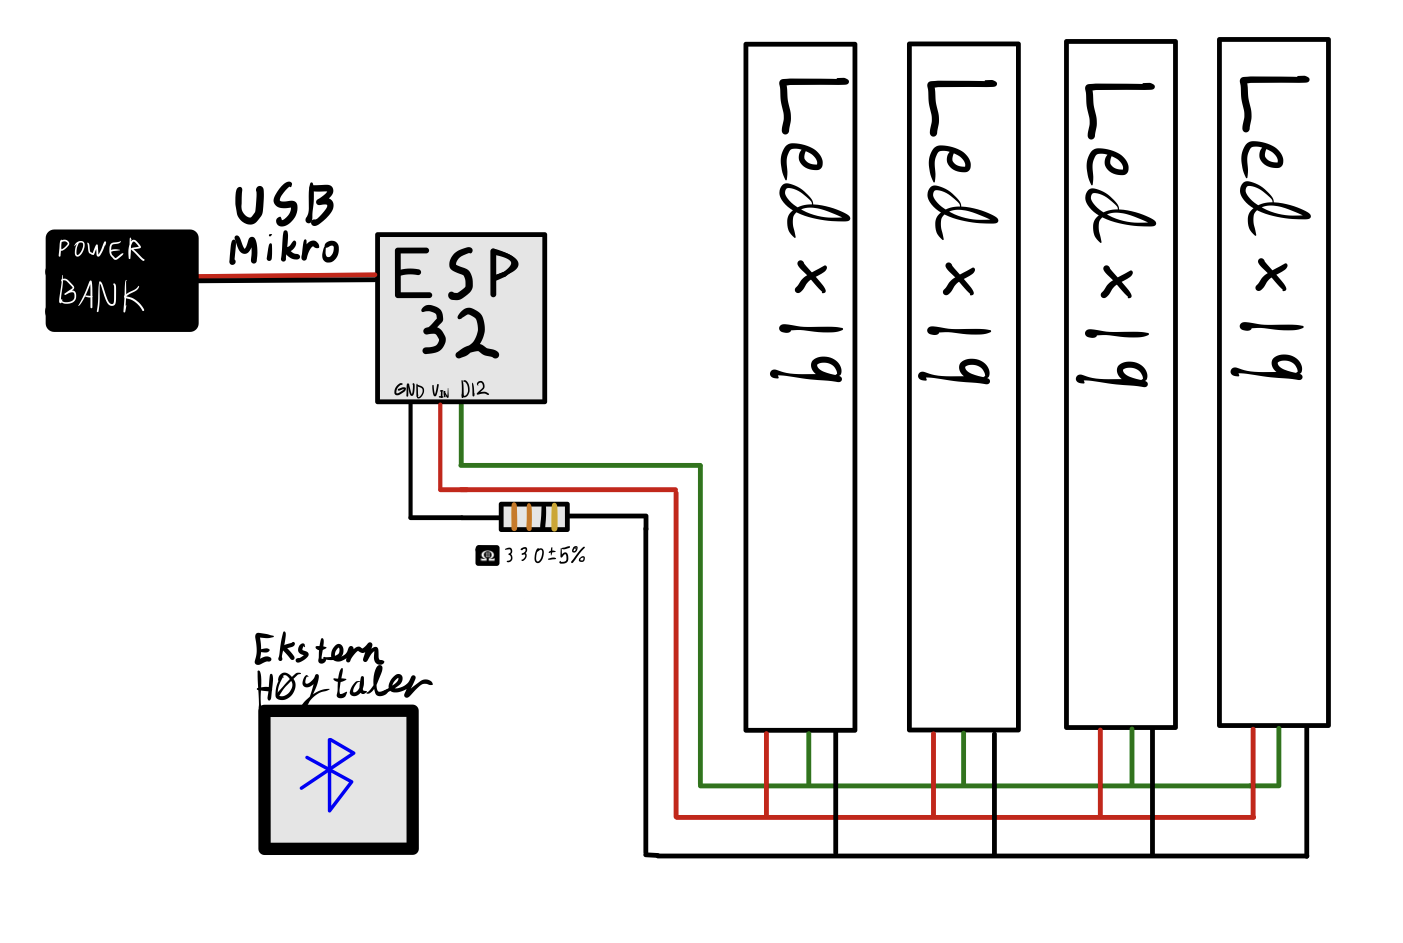 USB
Mikro
POWER
BANK
ESP
32
GND VIN D12
Ω 330±5%
Ekstern
HØytaler
Led x 19
Led x 19
Led x 19
Led x 19